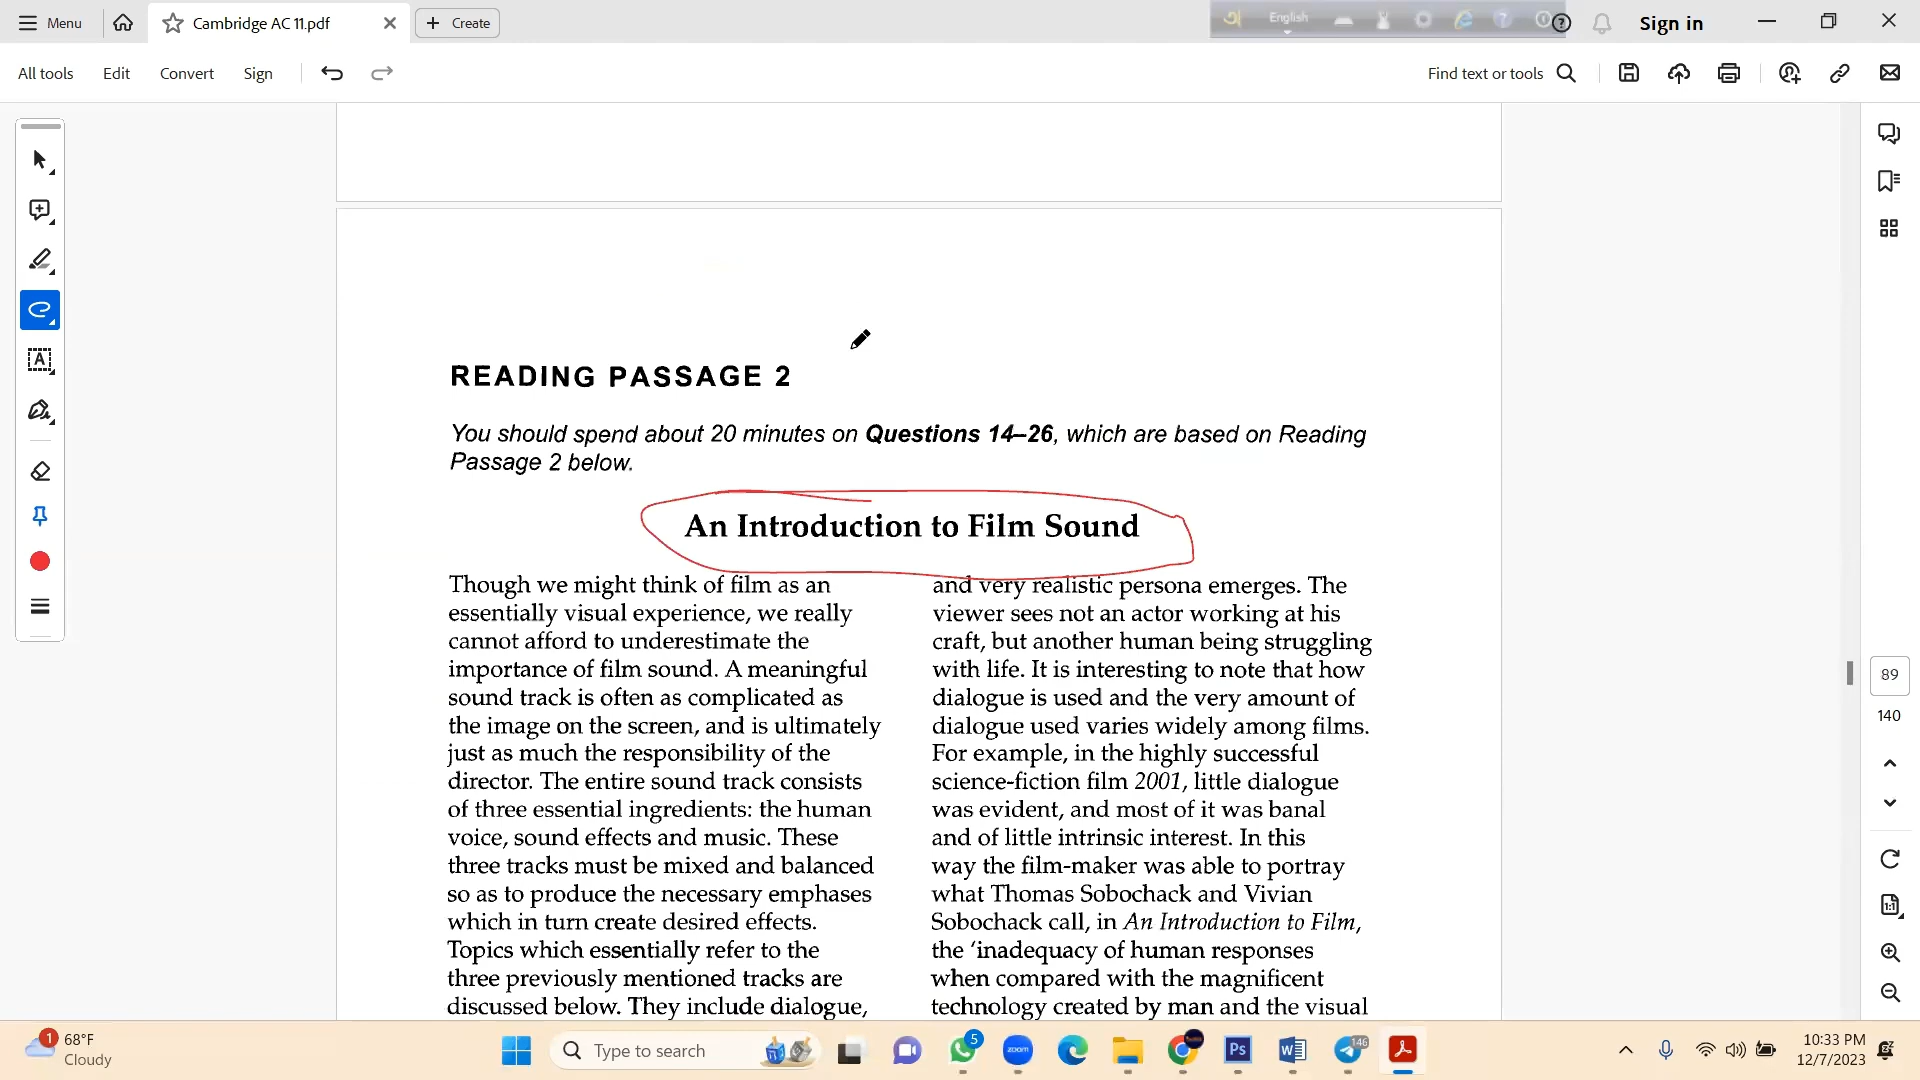 Menu
Cambridge AC 11.pdf
Create
English
Sign in
All tools
Edit
Convert
Sign
Find text or tools
READING PASSAGE 2
You should spend about 20 minutes on Questions 14–26, which are based on Reading
Passage 2 below.
An Introduction to Film Sound
Though we might think of film as an
essentially visual experience, we really
cannot afford to underestimate the
importance of film sound. A meaningful
sound track is often as complicated as
the image on the screen, and is ultimately
just as much the responsibility of the
director. The entire sound track consists
of three essential ingredients: the human
voice, sound effects and music. These
three tracks must be mixed and balanced
so as to produce the necessary emphases
which in turn create desired effects.
Topics which essentially refer to the
three previously mentioned tracks are
discussed below. They include dialogue,
and very realistic persona emerges. The
viewer sees not an actor working at his
craft, but another human being struggling
with life. It is interesting to note that how
dialogue is used and the very amount of
dialogue used varies widely among films.
For example, in the highly successful
science-fiction film 2001, little dialogue
was evident, and most of it was banal
and of little intrinsic interest. In this
way the film-maker was able to portray
what Thomas Sobochack and Vivian
Sobochack call, in An Introduction to Film,
the ‘inadequacy of human responses
when compared with the magnificent
technology created by man and the visual
89
140
1
68°F
Cloudy
Type to search
5
zoom
Ps
146
10:33 PM
12/7/2023